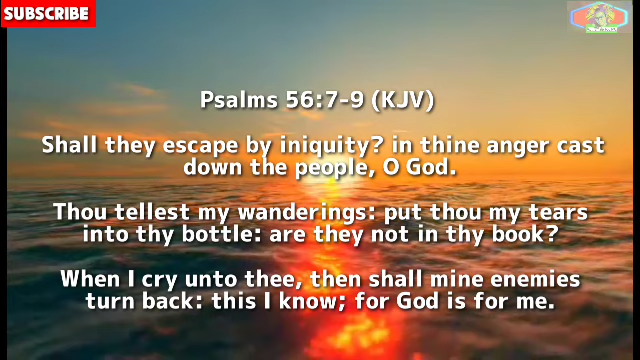 SUBSCRIBE
Psalms 56:7-9 (KJV)
Shall they escape by iniquity? in thine anger cast
down the people, O God.
Thou tellest my wanderings: put thou my tears
into thy bottle: are they not in thy book?
When I cry unto thee, then shall mine enemies
turn back: this I know; for God is for me.